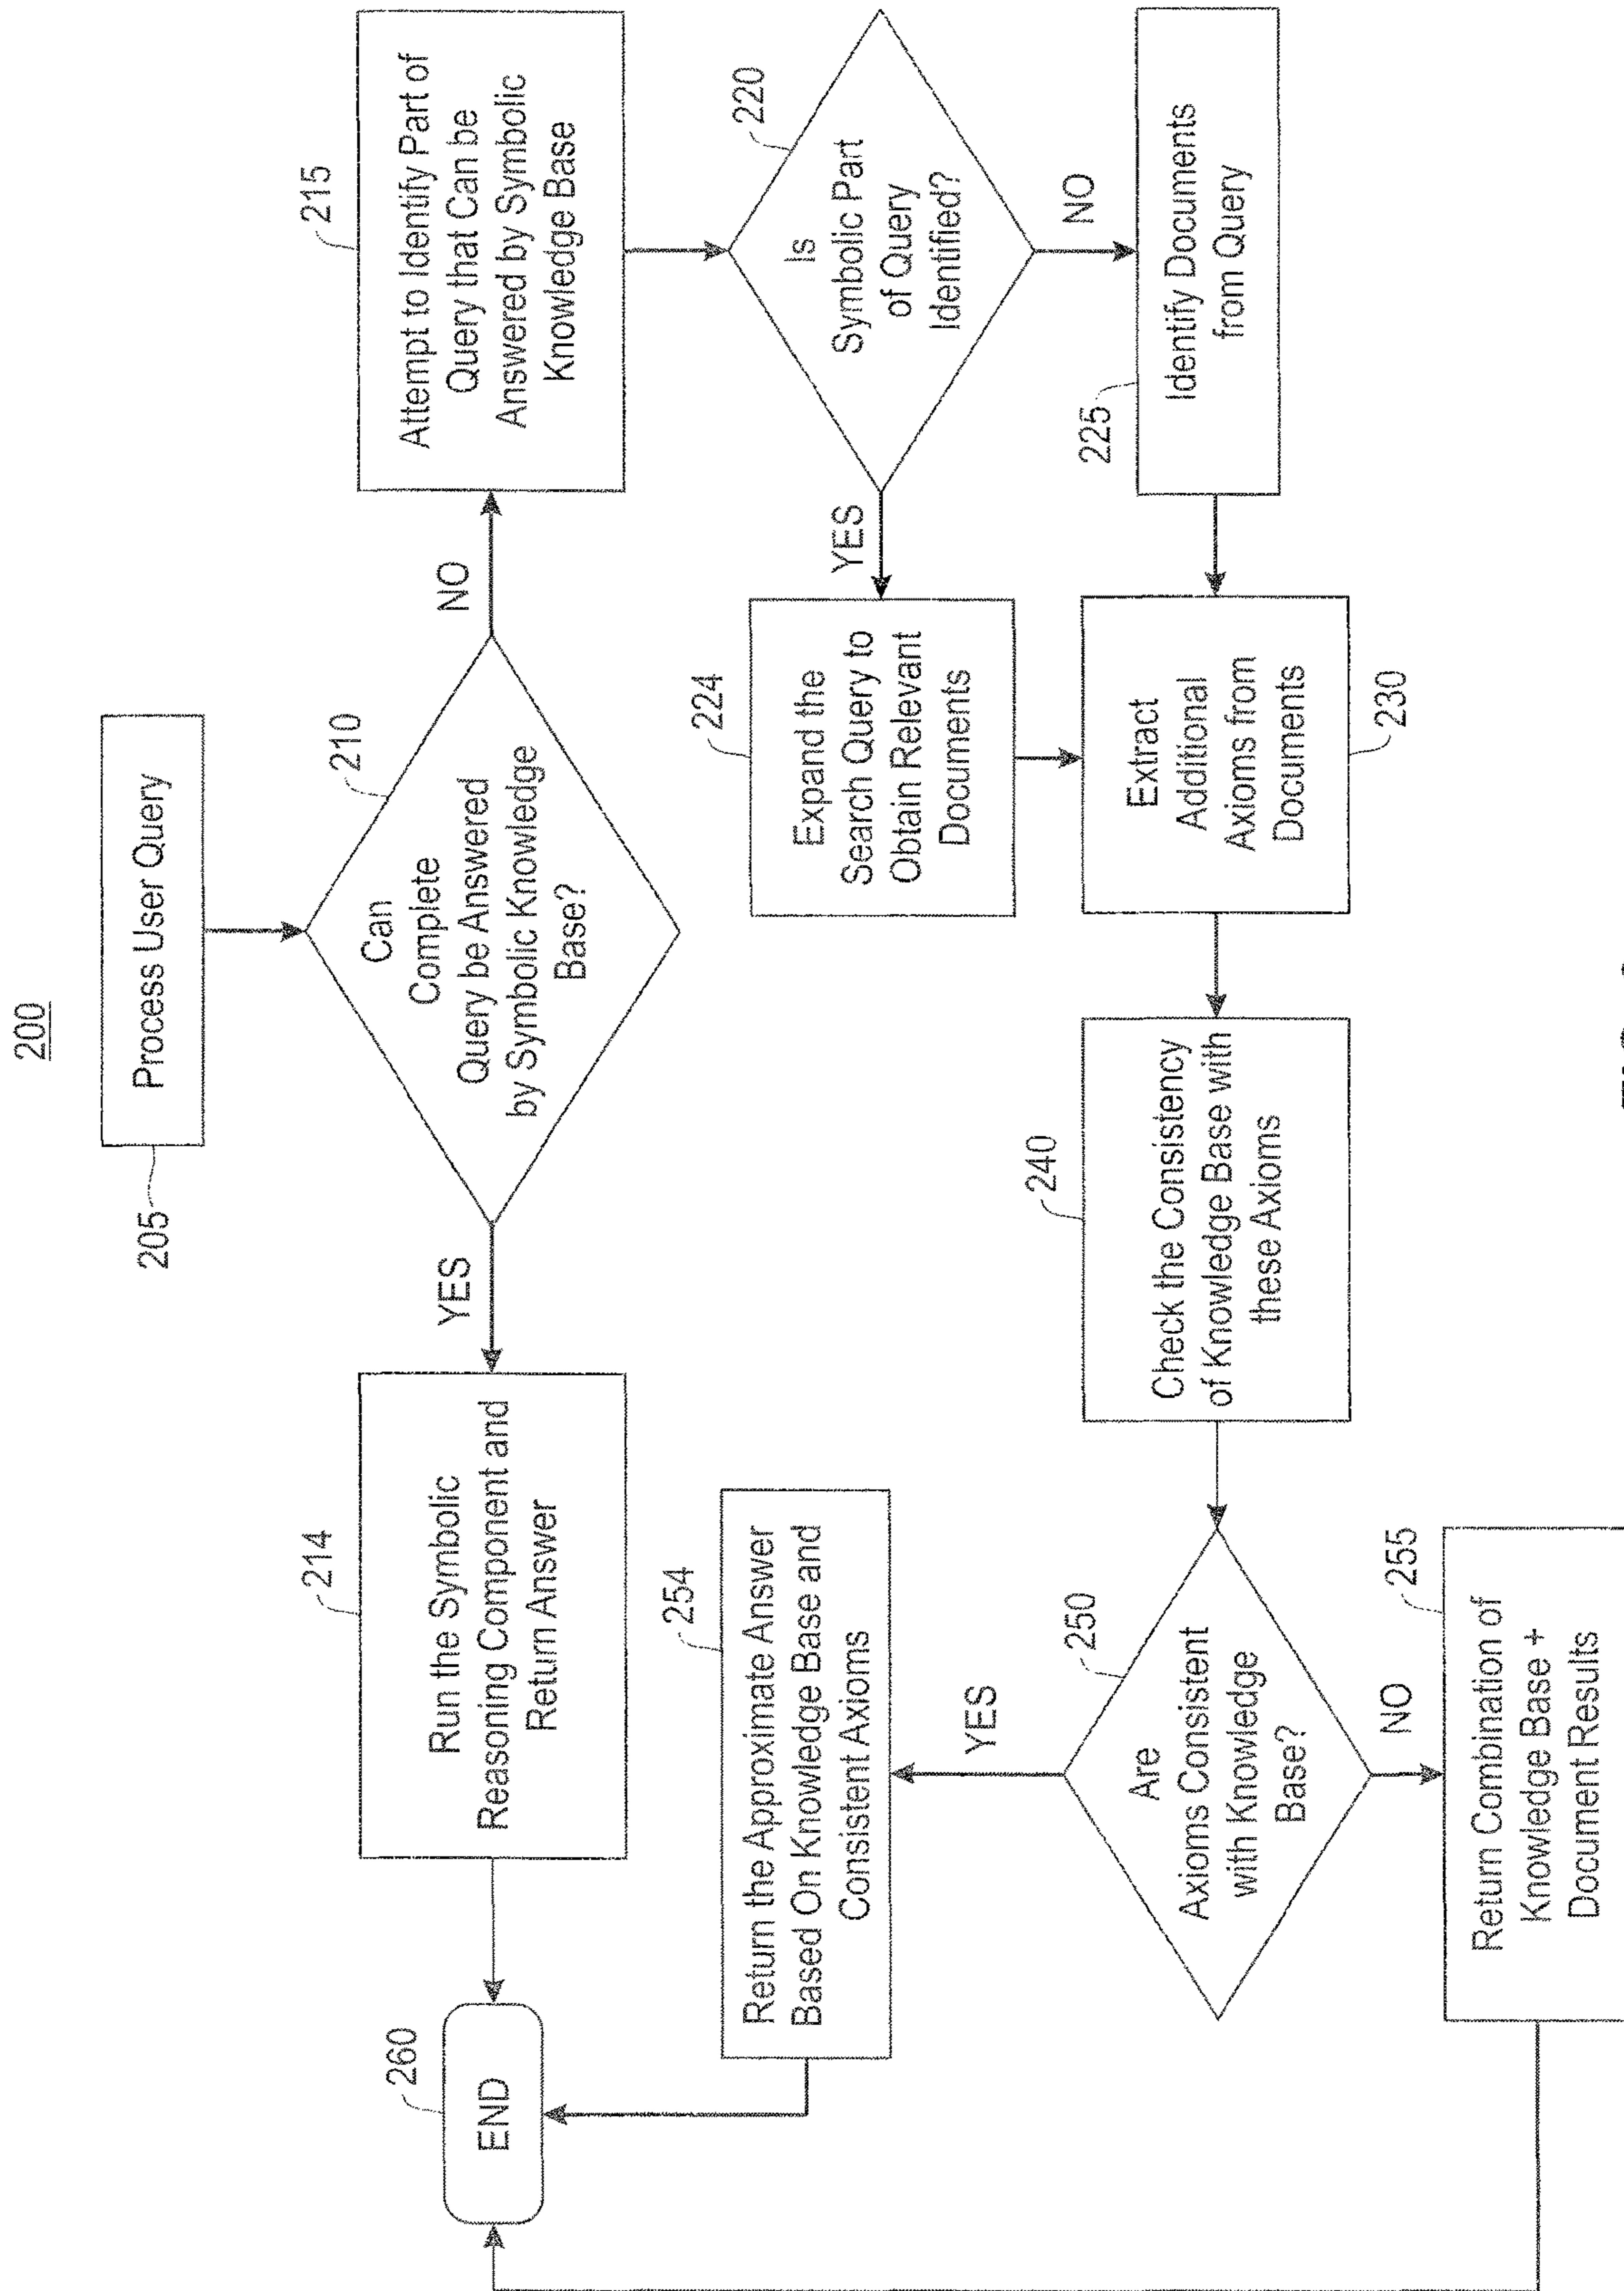 200
Process User Query
205
210
Can
Complete
Query be Answered
by Symbolic Knowledge
Base?
YES
NO
214
Run the Symbolic
Reasoning Component and
Return Answer
215
Attempt to Identify Part of
Query that Can be
Answered by Symbolic
Knowledge Base
220
Is
Symbolic Part
of Query
Identified?
YES
NO
224
Expand the
Search Query to
Obtain Relevant
Documents
225
Identify Documents
from Query
Extract
Additional
Axioms from
Documents
230
240
Check the Consistency
of Knowledge Base with
these Axioms
250
Are
Axioms Consistent
with Knowledge
Base?
YES
NO
254
Return the Approximate Answer
Based On Knowledge Base and
Consistent Axioms
255
Return Combination of
Knowledge Base +
Document Results
260
END